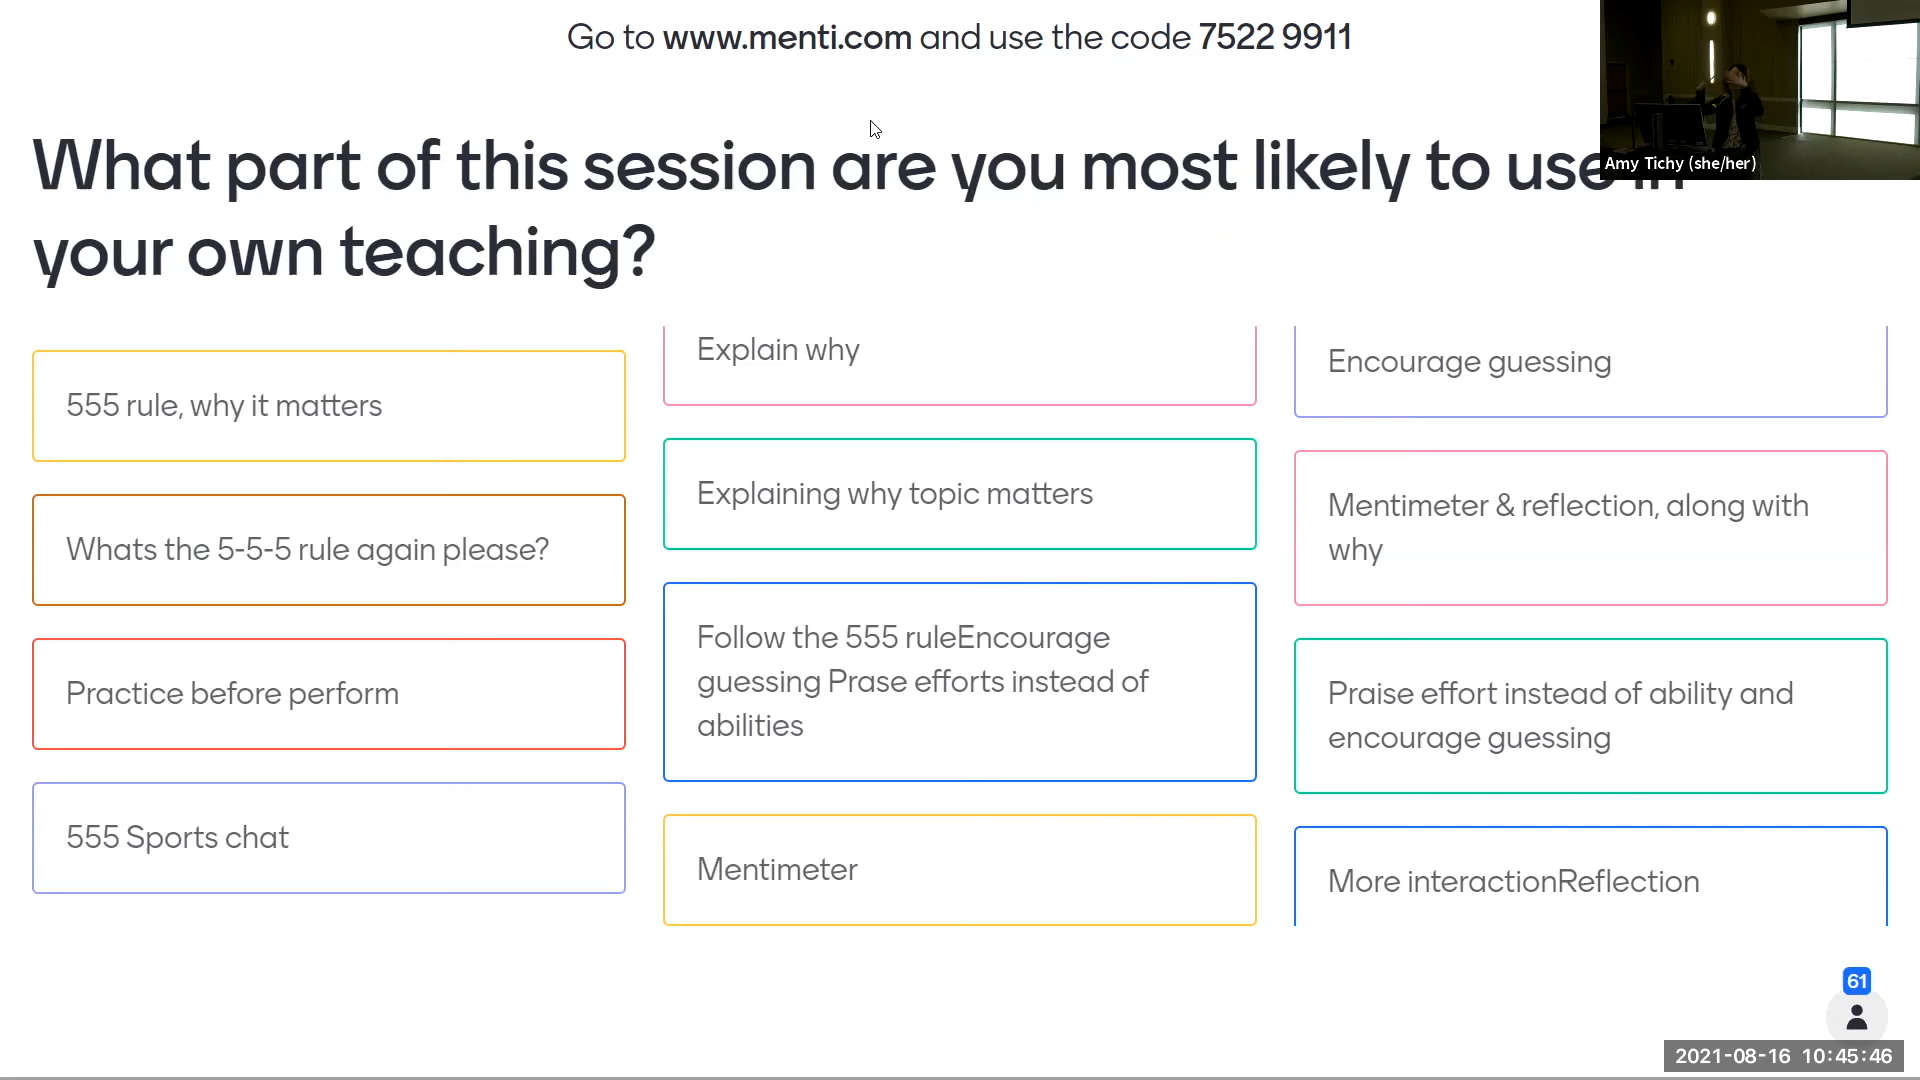 Go to www.menti.com and use the code 7522 9911
Amy Tichy (she/her)
What part of this session are you most likely to use in
your own teaching?
555 rule, why it matters
Whats the 5-5-5 rule again please?
Practice before perform
555 Sports chat
Explain why
Explaining why topic matters
Follow the 555 ruleEncourage
guessing Prase efforts instead of
abilities
Mentimeter
Encourage guessing
Mentimeter & reflection, along with
why
Praise effort instead of ability and
encourage guessing
More interactionReflection
61
2021-08-16 10:45:46